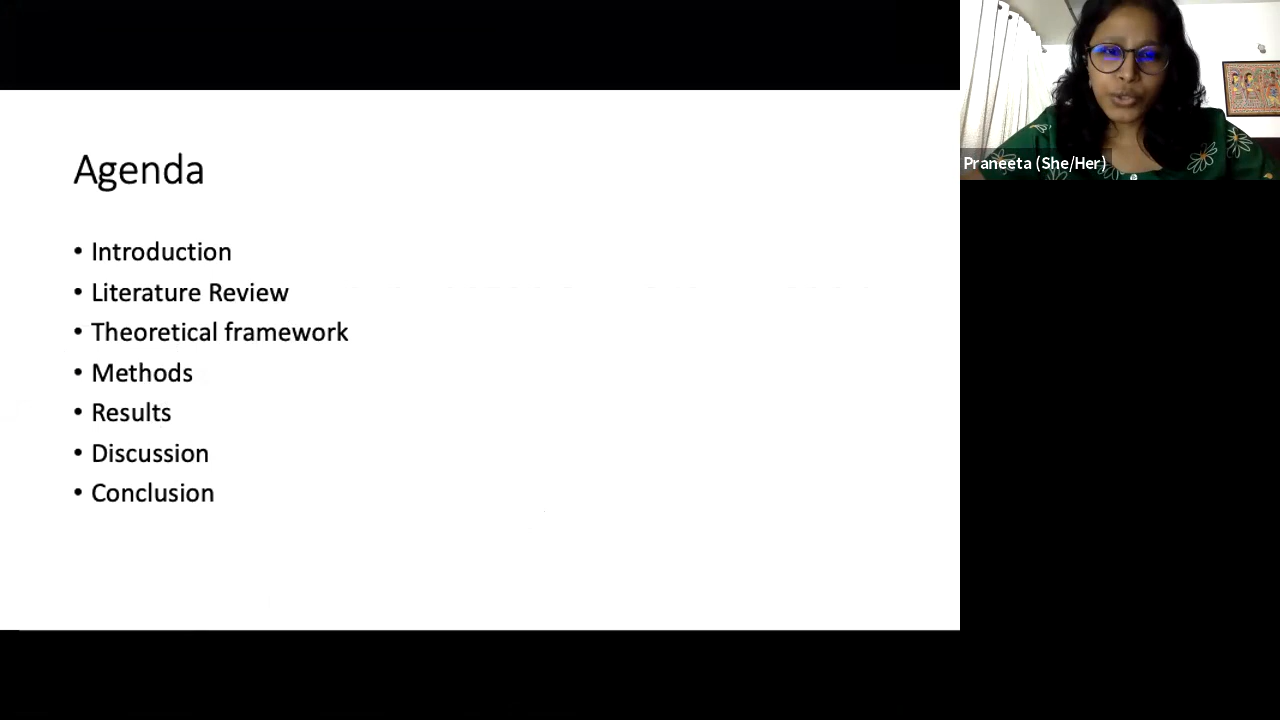 Agenda
• Introduction
• Literature Review
• Theoretical framework
• Methods
• Results
• Discussion
• Conclusion
Praneeta (She/Her)